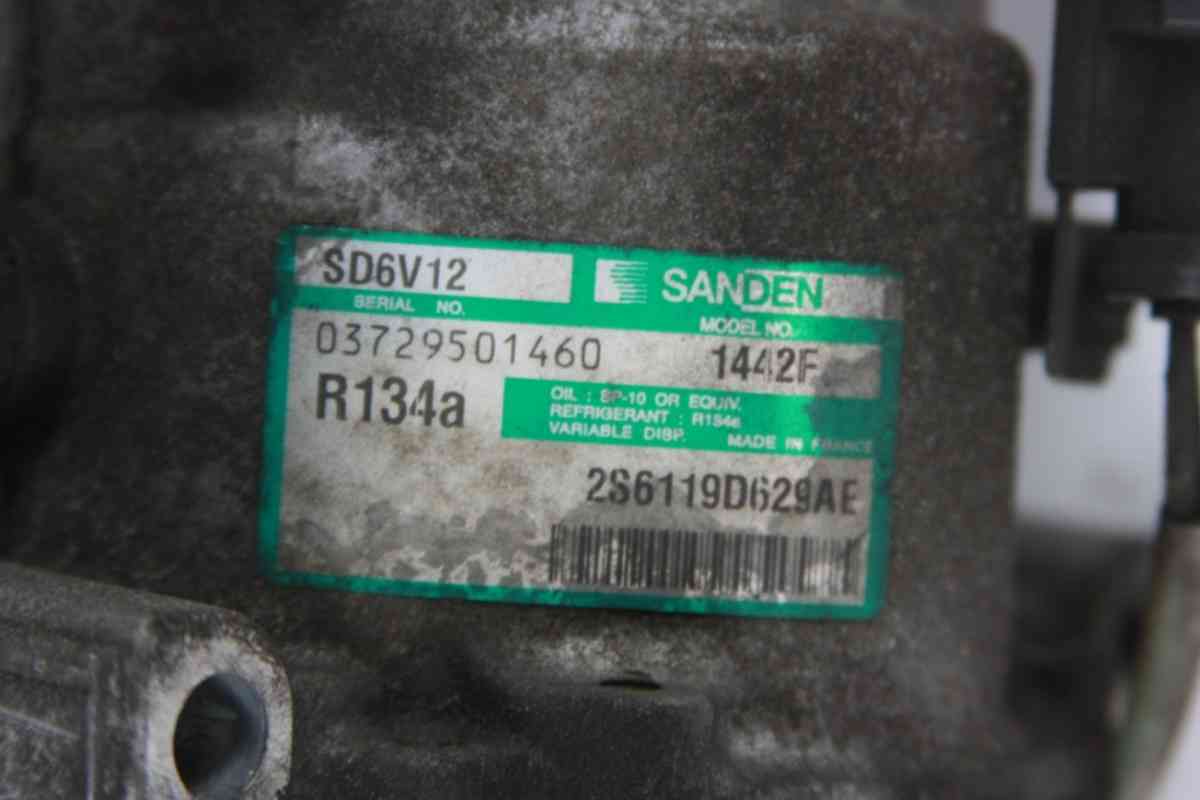 SD6V12
SANDEN
SERIAL NO.
MODEL NO.
03729501460
1442F
R134a
OIL : SP-10 OR EQUIV.
REFRIGERANT : R134a
VARIABLE DISP. MADE IN FRANCE
2S6119D629AE